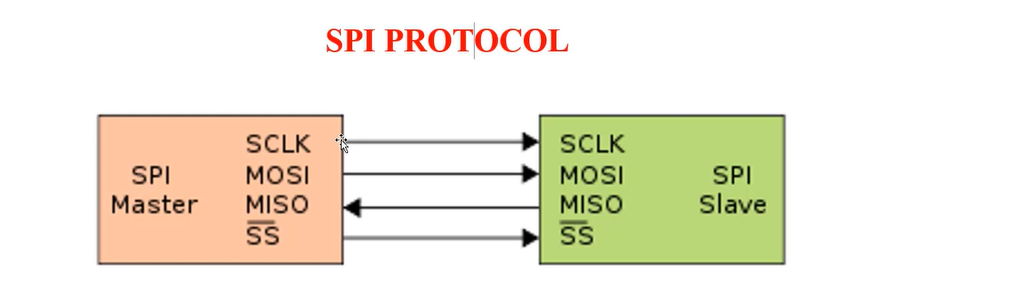 SPI PROTOCOL
SCLK
MOSI
MISO
SS
SPI
Master
SCLK
MOSI
MISO
SS
SPI
Slave